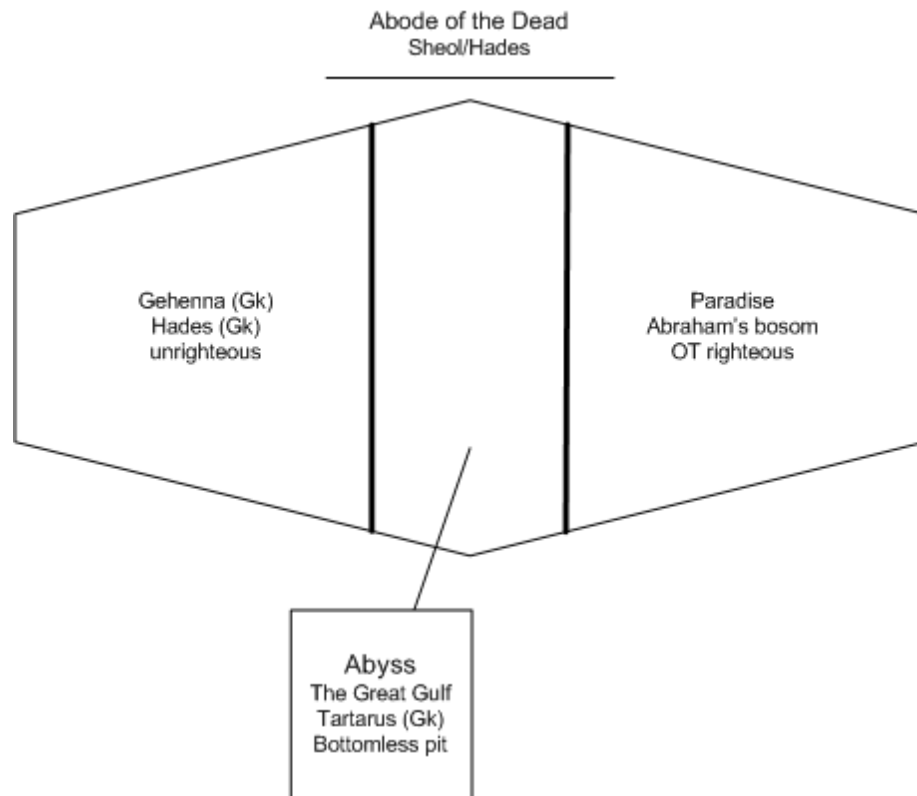 Abode of the Dead
Sheol/Hades
Gehenna (Gk)
Hades (Gk)
unrighteous
Paradise
Abraham's bosom
OT righteous
Abyss
The Great Gulf
Tartarus (Gk)
Bottomless pit